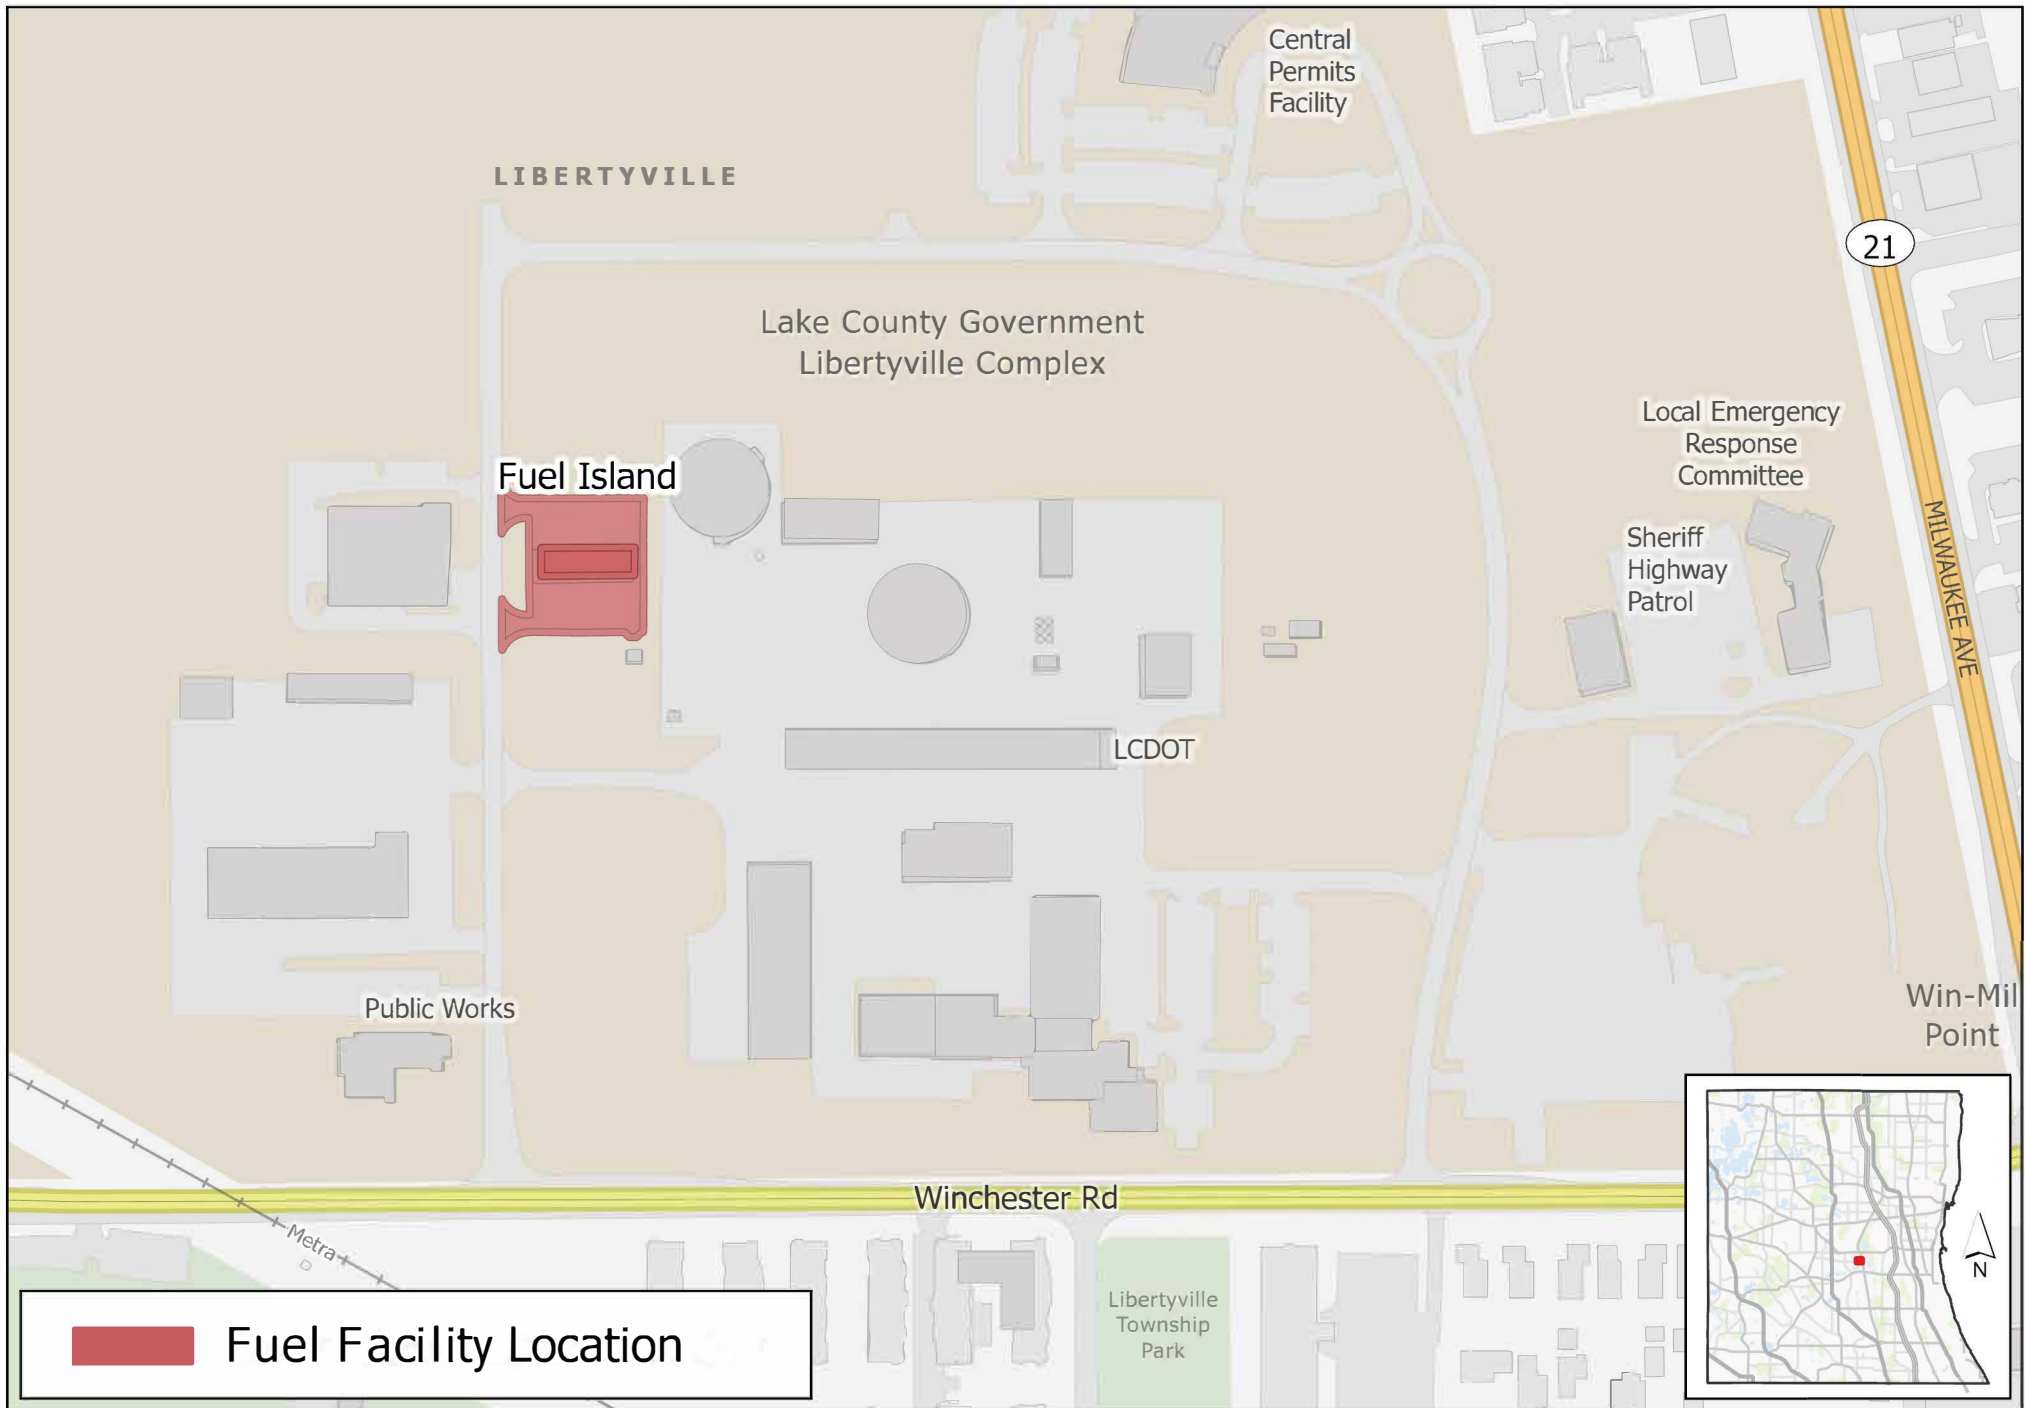 Central
Permits
Facility
LIBERTYVILLE
21
Lake County Government
Libertyville Complex
Local Emergency
Response
Committee
Fuel Island
Sheriff
Highway
Patrol
MILWAUKEE AVE
LCDOT
Public Works
Win-Mil
Point
Winchester Rd
Metra
Libertyville
Township
Park
N
Fuel Facility Location